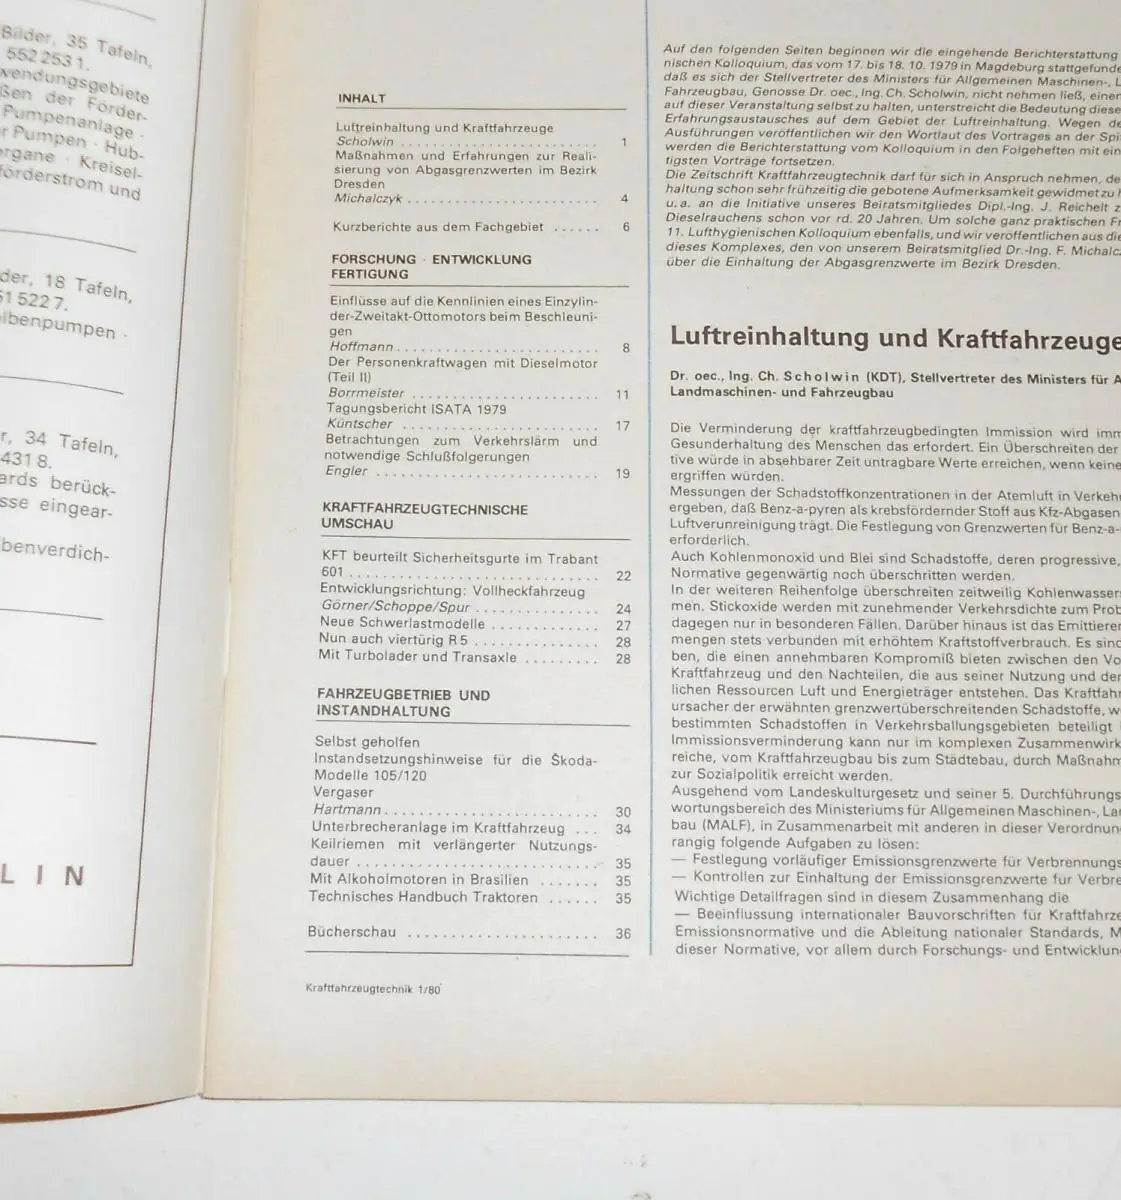 Bilder, 35 Tafeln,
552 253 1.
wendungsgebiete
ßen der Förder-
Pumpenanlage ·
r Pumpen · Hub-
ergane · Kreisel-
förderstrom und
der, 18 Tafeln,
51 522 7.
lbenpumpen ·
r, 34 Tafeln,
431 8.
ards berück-
sse eingear-
benverdich-
LIN
INHALT
Luftreinhaltung und Kraftfahrzeuge
Scholwin . . . . . . . . . . . . . . . . . . . . . . . . 1
Maßnahmen und Erfahrungen zur Reali-
sierung von Abgasgrenzwerten im Bezirk
Dresden
Michalczyk . . . . . . . . . . . . . . . . . . . . . . . 4
Kurzberichte aus dem Fachgebiet . . . . . . 6
FORSCHUNG · ENTWICKLUNG
FERTIGUNG
Einflüsse auf die Kennlinien eines Einzylin-
der-Zweitakt-Ottomotors beim Beschleuni-
gen
Hoffmann . . . . . . . . . . . . . . . . . . . . . . . . 8
Der Personenkraftwagen mit Dieselmotor
(Teil II)
Borrmeister . . . . . . . . . . . . . . . . . . . . . . 11
Tagungsbericht ISATA 1979
Küntscher . . . . . . . . . . . . . . . . . . . . . . . 17
Betrachtungen zum Verkehrslärm und
notwendige Schlußfolgerungen
Engler . . . . . . . . . . . . . . . . . . . . . . . . . . 19
KRAFTFAHRZEUGTECHNISCHE
UMSCHAU
KFT beurteilt Sicherheitsgurte im Trabant
601 . . . . . . . . . . . . . . . . . . . . . . . . . . . . 22
Entwicklungsrichtung: Vollheckfahrzeug
Görner/Schoppe/Spur . . . . . . . . . . . . . . 24
Neue Schwerlastmodelle . . . . . . . . . . . . 27
Nun auch viertürig R 5 . . . . . . . . . . . . . . 28
Mit Turbolader und Transaxle . . . . . . . . 28
FAHRZEUGBETRIEB UND
INSTANDHALTUNG
Selbst geholfen
Instandsetzungshinweise für die Škoda-
Modelle 105/120
Vergaser
Hartmann . . . . . . . . . . . . . . . . . . . . . . . . 30
Unterbrecheranlage im Kraftfahrzeug . . . 34
Keilriemen mit verlängerter Nutzungs-
dauer . . . . . . . . . . . . . . . . . . . . . . . . . . . 35
Mit Alkoholmotoren in Brasilien . . . . . . . 35
Technisches Handbuch Traktoren . . . . . . 35
Bücherschau . . . . . . . . . . . . . . . . . . . . . . 36
Kraftfahrzeugtechnik 1/80
Auf den folgenden Seiten beginnen wir die eingehende Berichterstattung
nischen Kolloquium, das vom 17. bis 18. 10. 1979 in Magdeburg stattgefunde
daß es sich der Stellvertreter des Ministers für Allgemeinen Maschinen-, L
Fahrzeugbau, Genosse Dr. oec., Ing. Ch. Scholwin, nicht nehmen ließ, einen
auf dieser Veranstaltung selbst zu halten, unterstreicht die Bedeutung diese
Erfahrungsaustausches auf dem Gebiet der Luftreinhaltung. Wegen de
Ausführungen veröffentlichen wir den Wortlaut des Vortrages an der Spi
werden die Berichterstattung vom Kolloquium in den Folgeheften mit ein
tigsten Vorträge fortsetzen.
Die Zeitschrift Kraftfahrzeugtechnik darf für sich in Anspruch nehmen, de
haltung schon sehr frühzeitig die gebotene Aufmerksamkeit gewidmet zu h
u. a. an die Initiative unseres Beiratsmitgliedes Dipl.-Ing. J. Reichelt z
Dieselrauchens schon vor rd. 20 Jahren. Um solche ganz praktischen Fr
11. Lufthygienischen Kolloquium ebenfalls, und wir veröffentlichen aus die
dieses Komplexes, den von unserem Beiratsmitglied Dr.-Ing. F. Michalcz
über die Einhaltung der Abgasgrenzwerte im Bezirk Dresden.
Luftreinhaltung und Kraftfahrzeuge
Dr. oec., Ing. Ch. Scholwin (KDT), Stellvertreter des Ministers für A
Landmaschinen- und Fahrzeugbau
Die Verminderung der kraftfahrzeugbedingten Immission wird imm
Gesunderhaltung des Menschen das erfordert. Ein Überschreiten der
tive würde in absehbarer Zeit untragbare Werte erreichen, wenn keine
ergriffen würden.
Messungen der Schadstoffkonzentrationen in der Atemluft in Verkehr
ergeben, daß Benz-a-pyren als krebsfördernder Stoff aus Kfz-Abgasen
Luftverunreinigung trägt. Die Festlegung von Grenzwerten für Benz-a-
erforderlich.
Auch Kohlenmonoxid und Blei sind Schadstoffe, deren progressive,
Normative gegenwärtig noch überschritten werden.
In der weiteren Reihenfolge überschreiten zeitweilig Kohlenwassers
men. Stickoxide werden mit zunehmender Verkehrsdichte zum Prob
dagegen nur in besonderen Fällen. Darüber hinaus ist das Emittieren
mengen stets verbunden mit erhöhtem Kraftstoffverbrauch. Es sind
ben, die einen annehmbaren Kompromiß bieten zwischen den Vo
Kraftfahrzeug und den Nachteilen, die aus seiner Nutzung und der
lichen Ressourcen Luft und Energieträger entstehen. Das Kraftfahr
ursacher der erwähnten grenzwertüberschreitenden Schadstoffe, w
bestimmten Schadstoffen in Verkehrsballungsgebieten beteiligt
Immissionsverminderung kann nur im komplexen Zusammenwirk
reiche, vom Kraftfahrzeugbau bis zum Städtebau, durch Maßnahm
zur Sozialpolitik erreicht werden.
Ausgehend vom Landeskulturgesetz und seiner 5. Durchführungs
wortungsbereich des Ministeriums für Allgemeinen Maschinen-, Lan
bau (MALF), in Zusammenarbeit mit anderen in dieser Verordnun
rangig folgende Aufgaben zu lösen:
— Festlegung vorläufiger Emissionsgrenzwerte für Verbrennungs
— Kontrollen zur Einhaltung der Emissionsgrenzwerte für Verbre
Wichtige Detailfragen sind in diesem Zusammenhang die
— Beeinflussung internationaler Bauvorschriften für Kraftfahrze
Emissionsnormative und die Ableitung nationaler Standards, M
dieser Normative, vor allem durch Forschungs- und Entwicklun